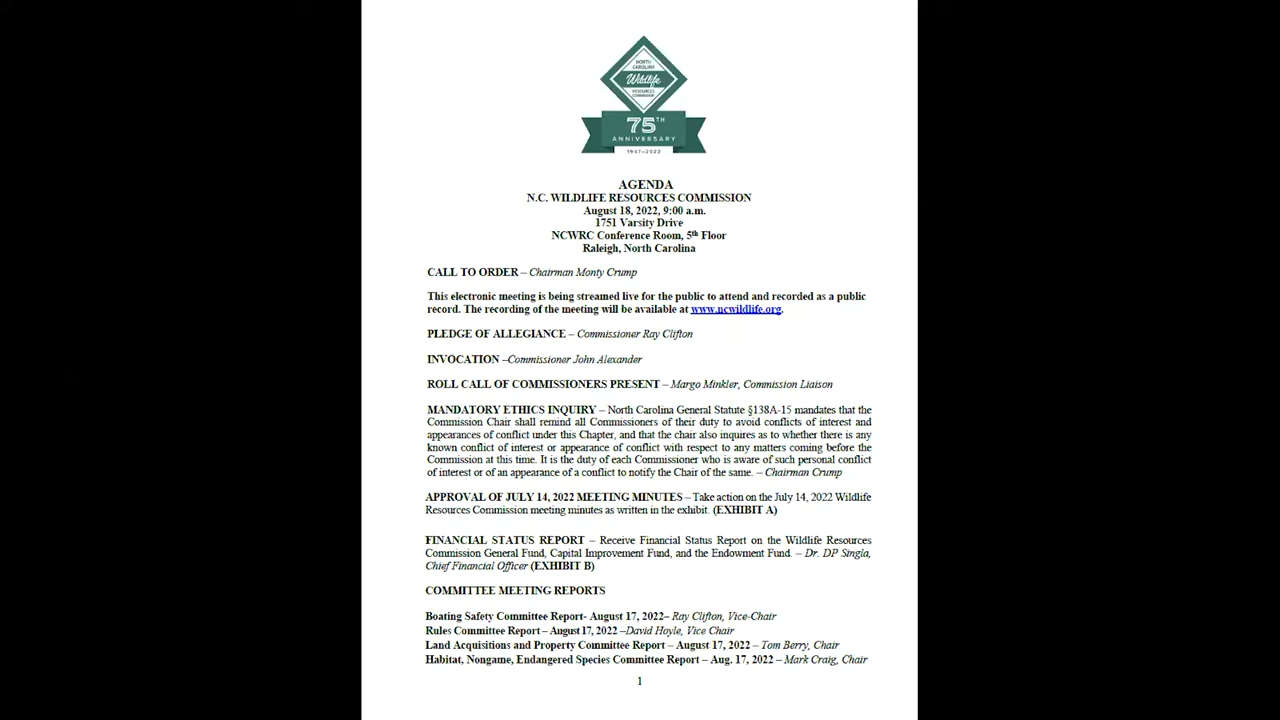 NORTH
CAROLINA
Wildlife
RESOURCES
COMMISSION
75TH
ANNIVERSARY
1947-2022
AGENDA
N.C. WILDLIFE RESOURCES COMMISSION
August 18, 2022, 9:00 a.m.
1751 Varsity Drive
NCWRC Conference Room, 5th Floor
Raleigh, North Carolina
CALL TO ORDER – Chairman Monty Crump
This electronic meeting is being streamed live for the public to attend and recorded as a public
record. The recording of the meeting will be available at www.ncwildlife.org.
PLEDGE OF ALLEGIANCE – Commissioner Ray Clifton
INVOCATION –Commissioner John Alexander
ROLL CALL OF COMMISSIONERS PRESENT – Margo Minkler, Commission Liaison
MANDATORY ETHICS INQUIRY – North Carolina General Statute §138A-15 mandates that the
Commission Chair shall remind all Commissioners of their duty to avoid conflicts of interest and
appearances of conflict under this Chapter, and that the chair also inquires as to whether there is any
known conflict of interest or appearance of conflict with respect to any matters coming before the
Commission at this time. It is the duty of each Commissioner who is aware of such personal conflict
of interest or of an appearance of a conflict to notify the Chair of the same. – Chairman Crump
APPROVAL OF JULY 14, 2022 MEETING MINUTES – Take action on the July 14, 2022 Wildlife
Resources Commission meeting minutes as written in the exhibit. (EXHIBIT A)
FINANCIAL STATUS REPORT – Receive Financial Status Report on the Wildlife Resources
Commission General Fund, Capital Improvement Fund, and the Endowment Fund. – Dr. DP Singla,
Chief Financial Officer (EXHIBIT B)
COMMITTEE MEETING REPORTS
Boating Safety Committee Report- August 17, 2022– Ray Clifton, Vice-Chair
Rules Committee Report – August 17, 2022 –David Hoyle, Vice Chair
Land Acquisitions and Property Committee Report – August 17, 2022 – Tom Berry, Chair
Habitat, Nongame, Endangered Species Committee Report – Aug. 17, 2022 – Mark Craig, Chair
1